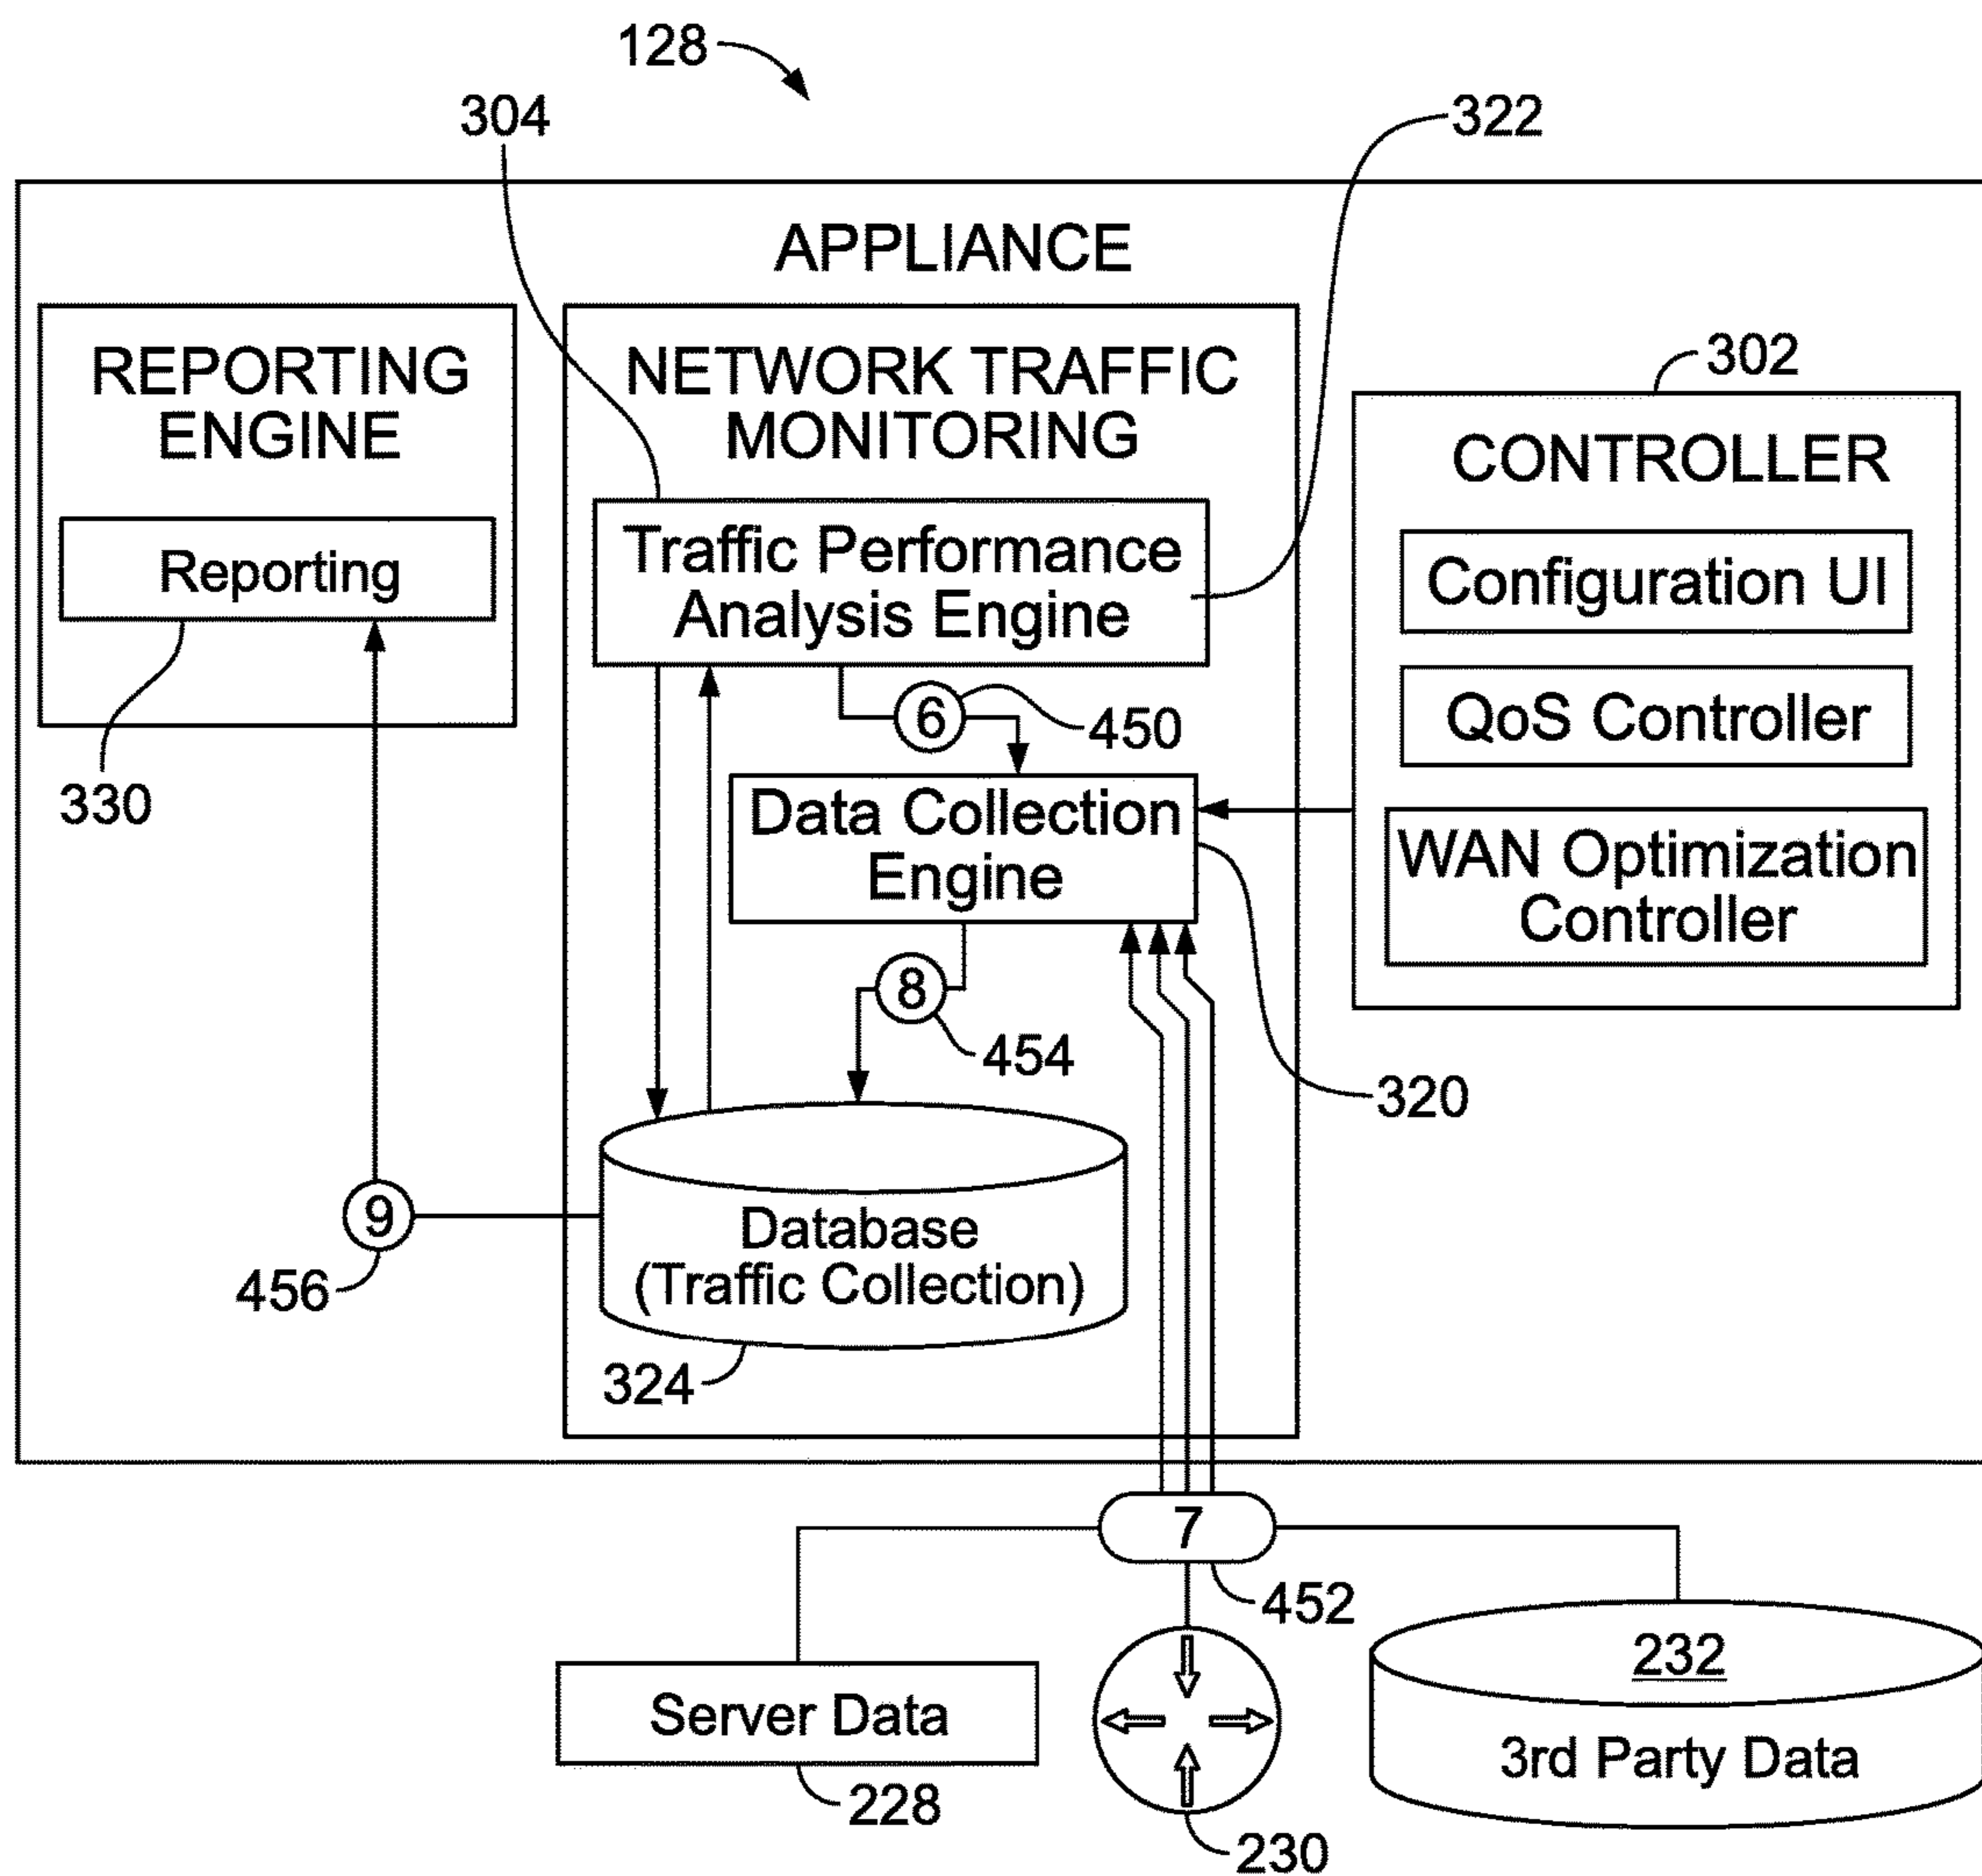 128
304
322
APPLIANCE
REPORTING
ENGINE
Reporting
330
NETWORK TRAFFIC
MONITORING
Traffic Performance
Analysis Engine
6
450
Data Collection
Engine
8
454
320
302
CONTROLLER
Configuration UI
QoS Controller
WAN Optimization
Controller
9
456
Database
(Traffic Collection)
324
7
452
Server Data
228
230
232
3rd Party Data